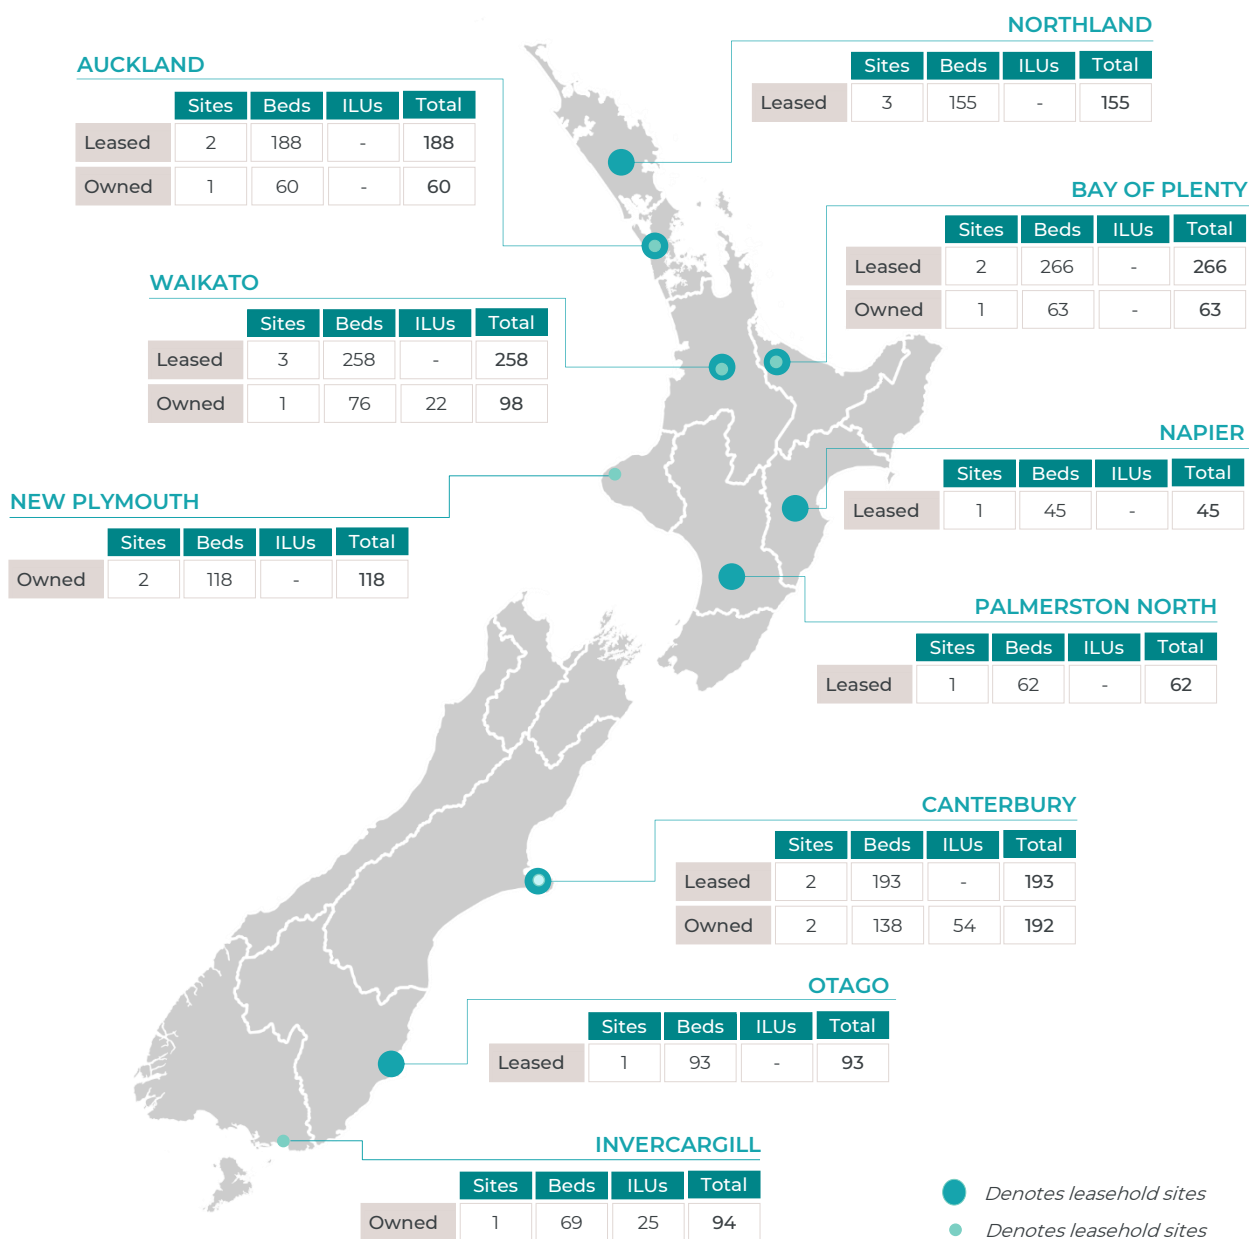 NORTHLAND
Sites Beds ILUs Total
Leased 3 155 - 155
AUCKLAND
Sites Beds ILUs Total
Leased 2 188 - 188
Owned 1 60 - 60
BAY OF PLENTY
Sites Beds ILUs Total
Leased 2 266 - 266
Owned 1 63 - 63
WAIKATO
Sites Beds ILUs Total
Leased 3 258 - 258
Owned 1 76 22 98
NAPIER
Sites Beds ILUs Total
Leased 1 45 - 45
NEW PLYMOUTH
Sites Beds ILUs Total
Owned 2 118 - 118
PALMERSTON NORTH
Sites Beds ILUs Total
Leased 1 62 - 62
CANTERBURY
Sites Beds ILUs Total
Leased 2 193 - 193
Owned 2 138 54 192
OTAGO
Sites Beds ILUs Total
Leased 1 93 - 93
INVERCARGILL
Sites Beds ILUs Total
Owned 1 69 25 94
Denotes leasehold sites
Denotes leasehold sites